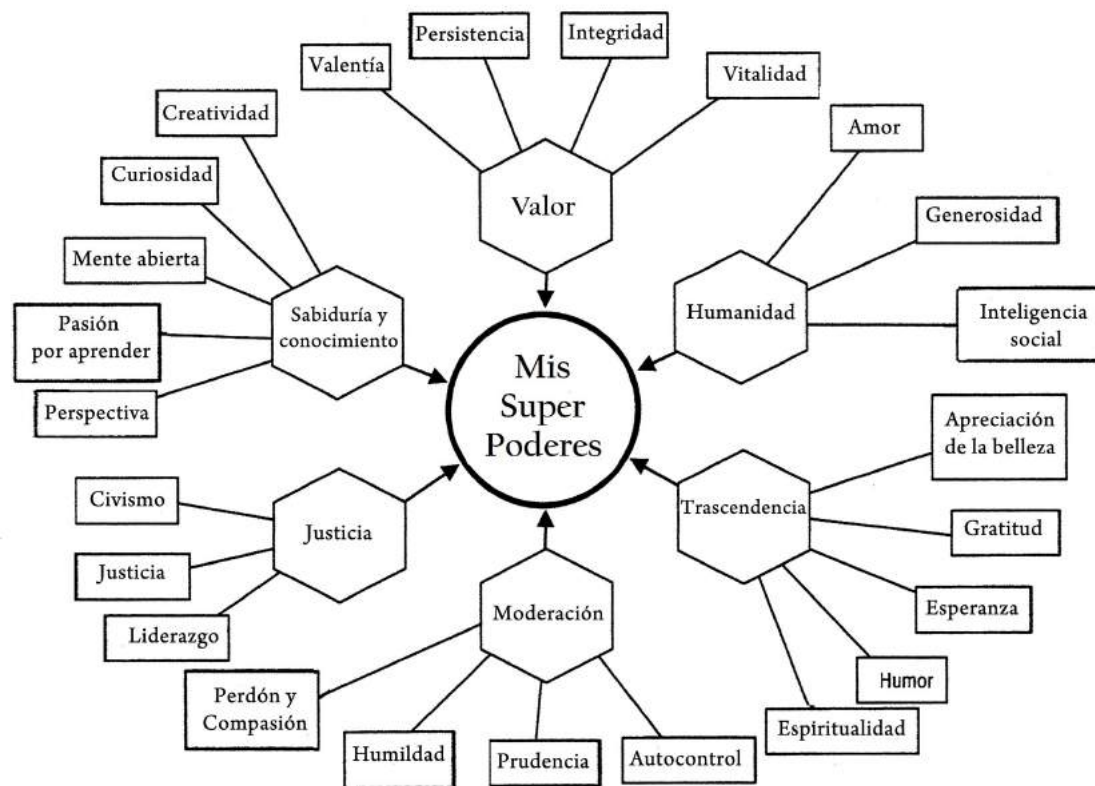 Persistencia
Integridad
Valentía
Vitalidad
Creatividad
Amor
Curiosidad
Valor
Generosidad
Mente abierta
Sabiduría y
conocimiento
Humanidad
Inteligencia
social
Pasión
por aprender
Perspectiva
Mis
Super
Poderes
Apreciación
de la belleza
Civismo
Justicia
Trascendencia
Gratitud
Justicia
Liderazgo
Moderación
Esperanza
Perdón y
Compasión
Humor
Humildad
Prudencia
Autocontrol
Espiritualidad